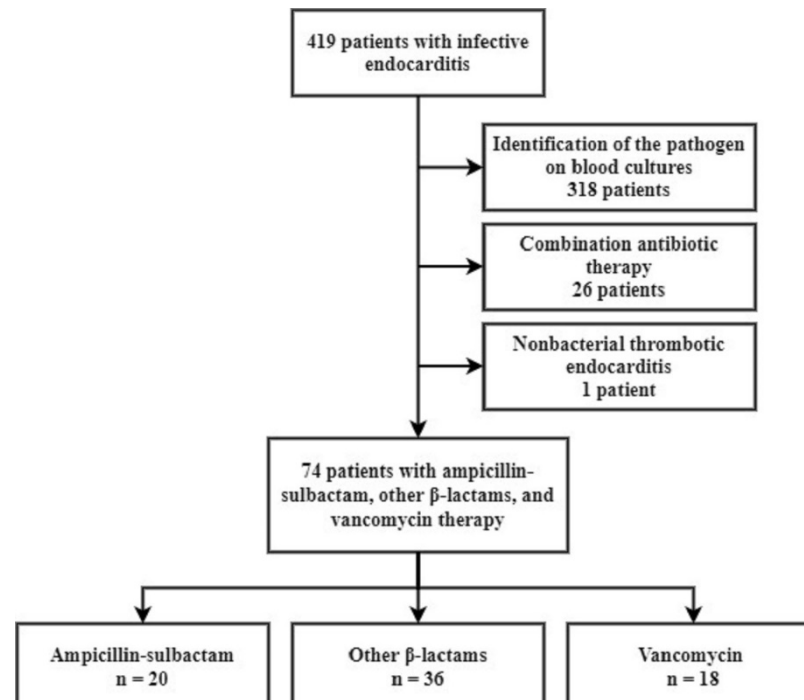 419 patients with infective
endocarditis
Identification of the pathogen
on blood cultures
318 patients
Combination antibiotic
therapy
26 patients
Nonbacterial thrombotic
endocarditis
1 patient
74 patients with ampicillin-
sulbactam, other β-lactams, and
vancomycin therapy
Ampicillin-sulbactam
n = 20
Other β-lactams
n = 36
Vancomycin
n = 18